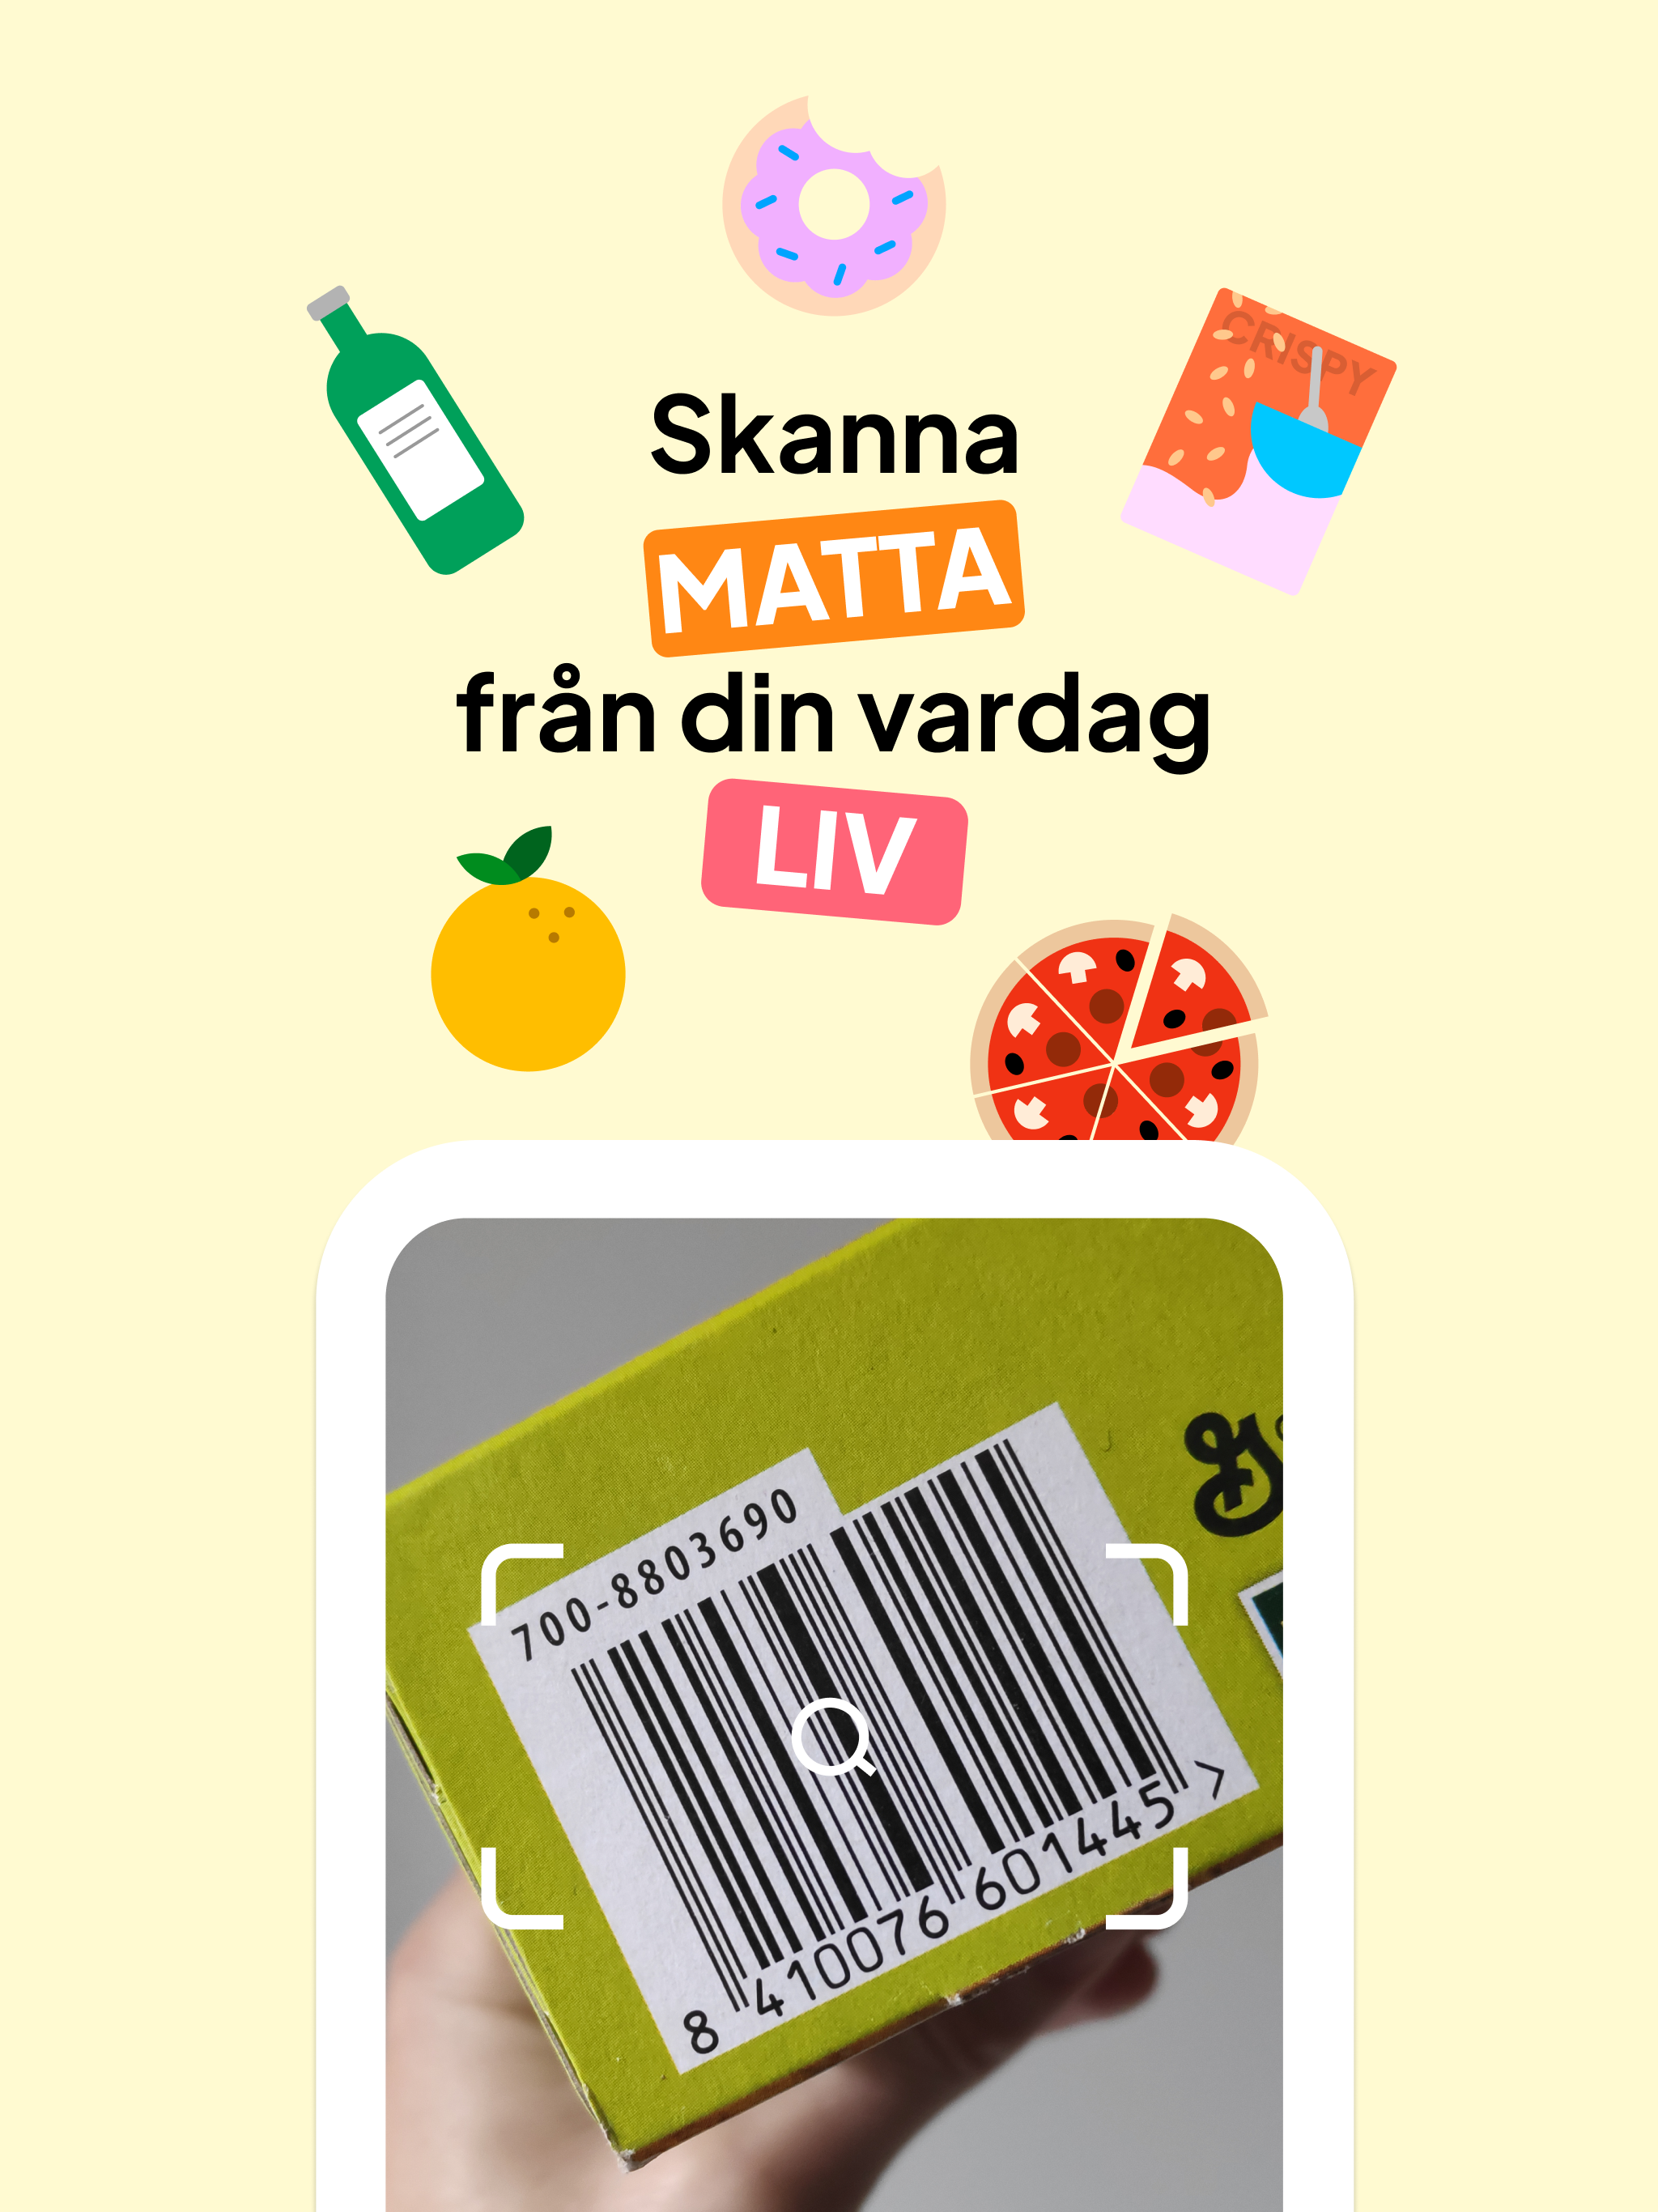 CRISPY
Skanna
MATTA
från din vardag
LIV
700-8803690
8 410076 601445 >